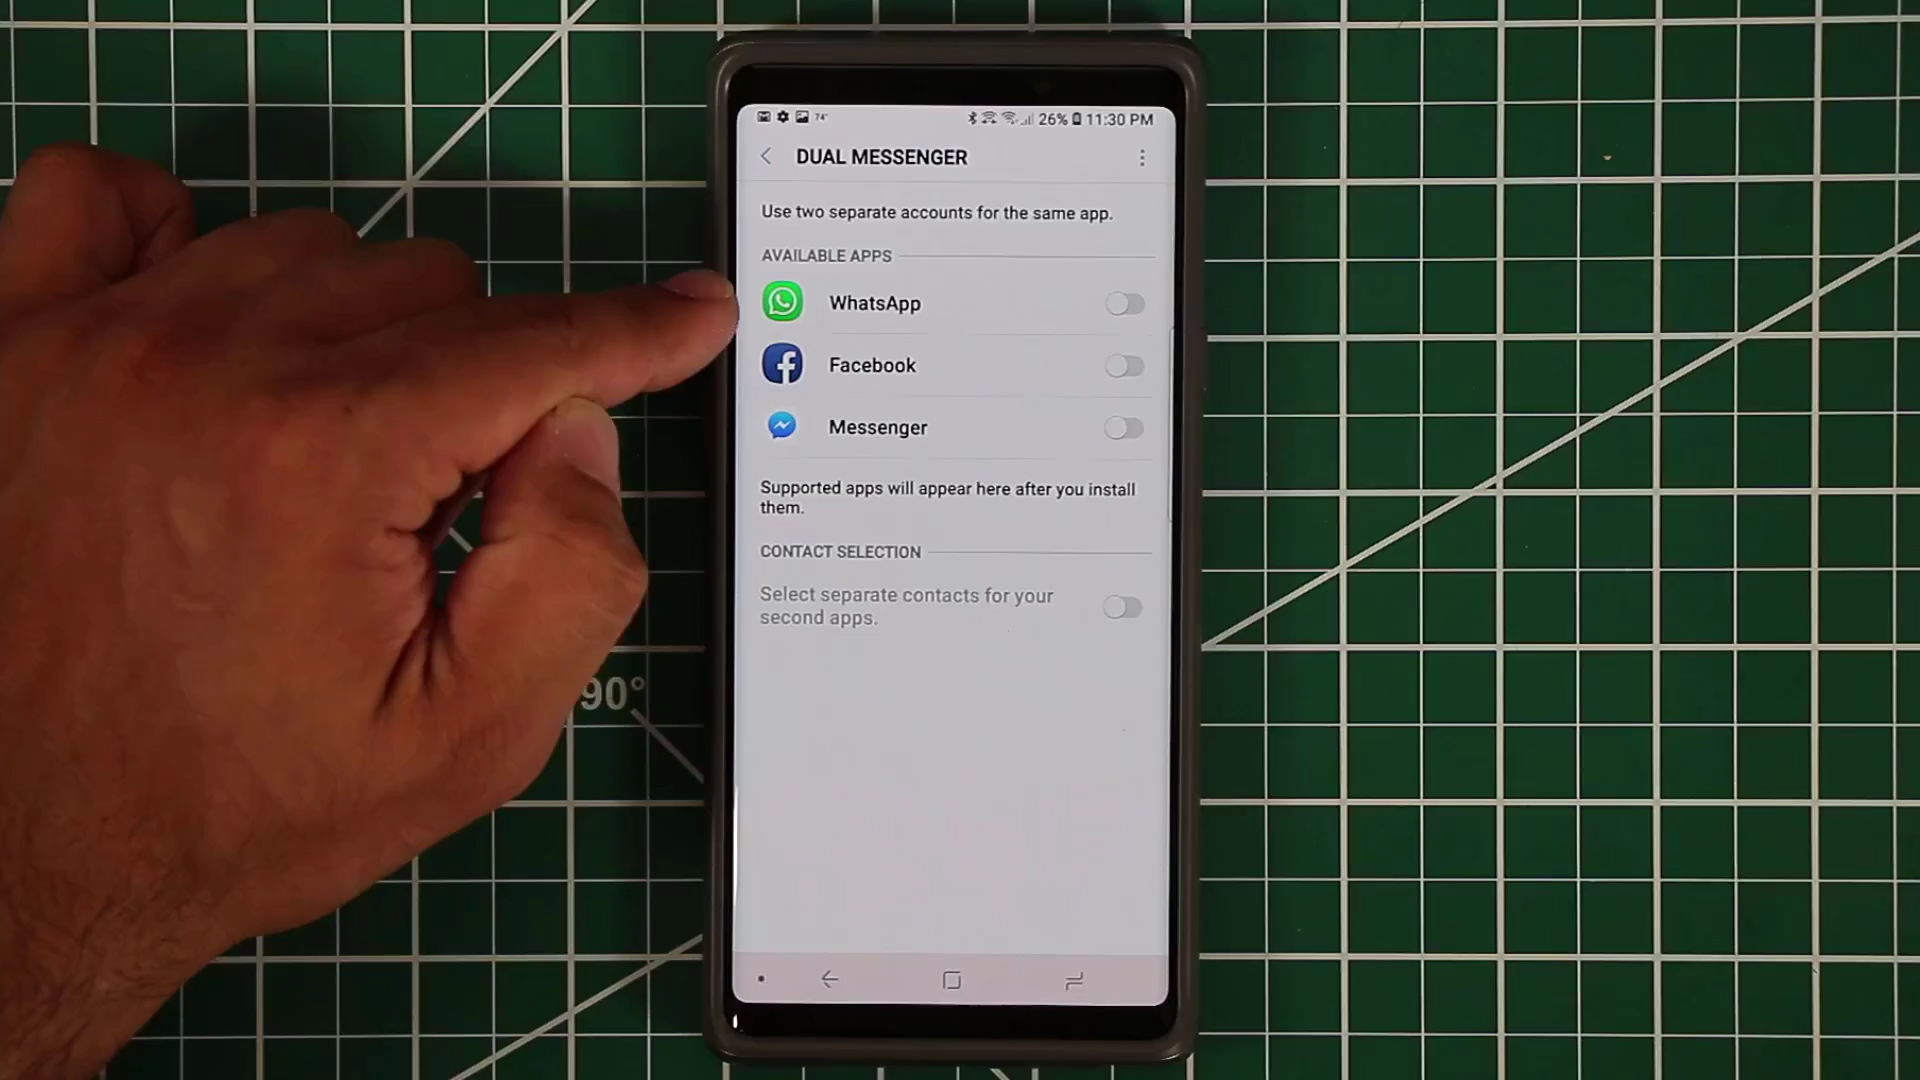 74°
26% 11:30 PM
DUAL MESSENGER
Use two separate accounts for the same app.
AVAILABLE APPS
WhatsApp
Facebook
Messenger
Supported apps will appear here after you install
them.
CONTACT SELECTION
Select separate contacts for your
second apps.
90°